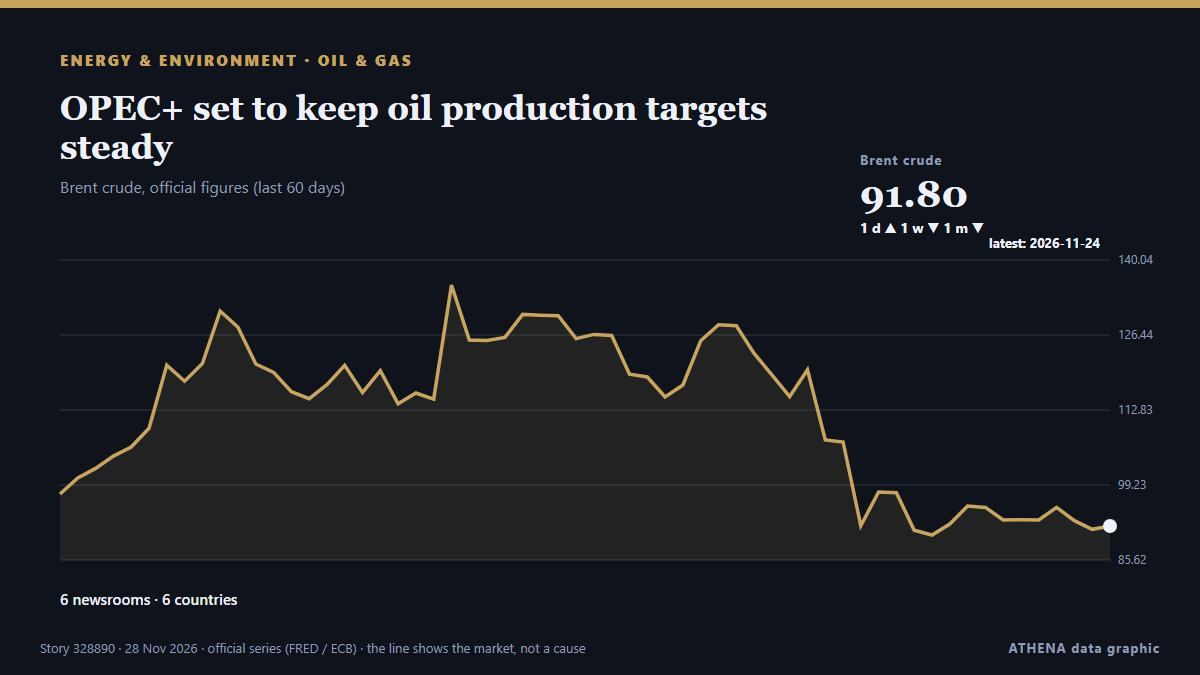 ENERGY & ENVIRONMENT · OIL & GAS
OPEC+ set to keep oil production targets
steady
Brent crude, official figures (last 60 days)
Brent crude
91.80
1 d ▲ 1 w ▼ 1 m ▼
latest: 2026-11-24
140.04
126.44
112.83
99.23
85.62
6 newsrooms · 6 countries
Story 328890 · 28 Nov 2026 · official series (FRED / ECB) · the line shows the market, not a cause
ATHENA data graphic